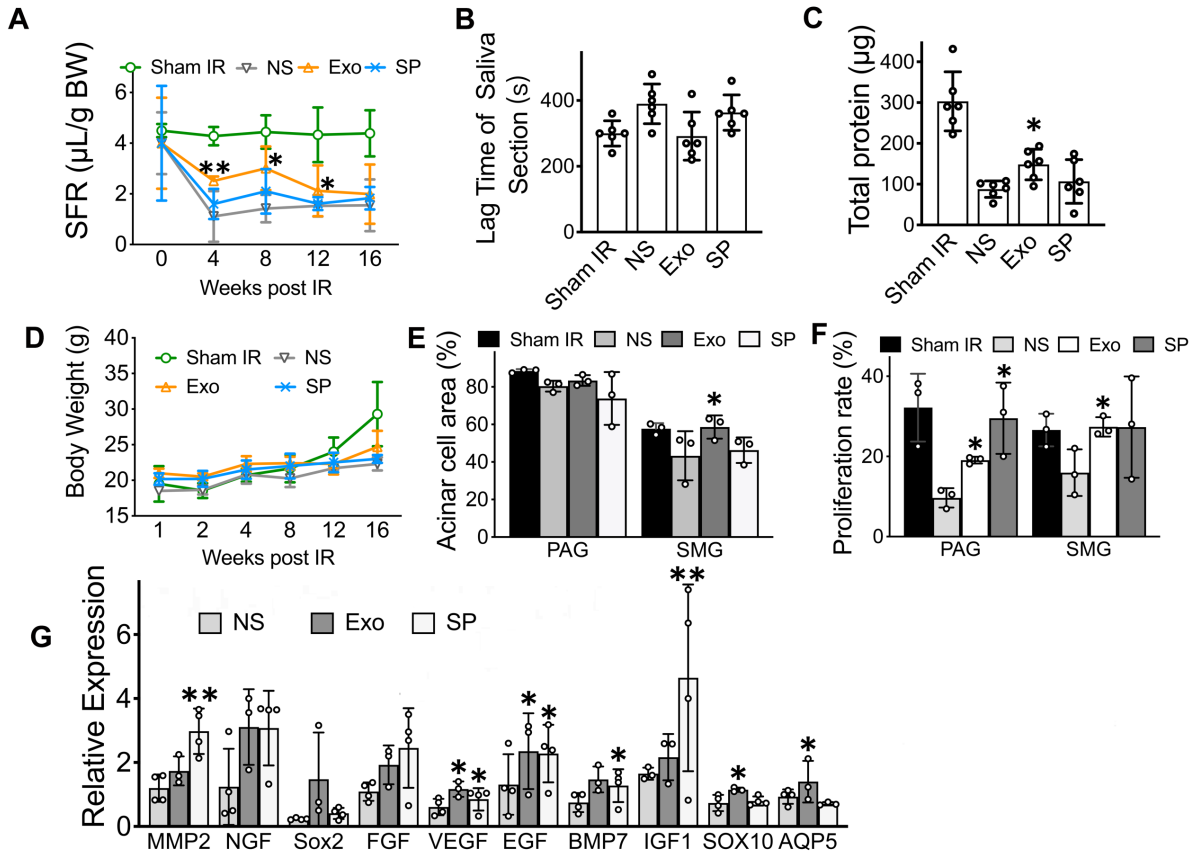 A
Sham IR NS Exo SP
SFR (µL/g BW)
6
4
2
0
** * *
0 4 8 12 16
Weeks post IR
B
Lag Time of Saliva
Section (s)
400
200
0
Sham IR NS Exo SP
C
Total protein (µg)
400
300
200
100
0
*
Sham IR NS Exo SP
D
Body Weight (g)
Sham IR NS
Exo SP
40
35
30
25
20
15
1 2 4 8 12 16
Weeks post IR
E
Sham IR NS Exo SP
Acinar cell area (%)
80
60
40
20
0
*
PAG SMG
F
Sham IR NS Exo SP
Proliferation rate (%)
40
20
0
* * *
PAG SMG
G
NS Exo SP
Relative Expression
6
4
2
0
** * * * * * ** * *
MMP2 NGF Sox2 FGF VEGF EGF BMP7 IGF1 SOX10 AQP5